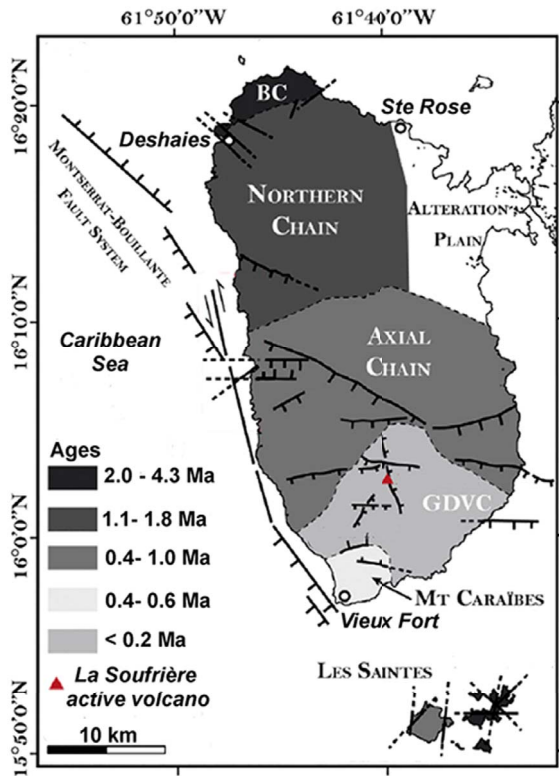 61°50'0"W
61°40'0"W
16°20'0"N
16°10'0"N
16°0'0"N
15°50'0"N
BC
Ste Rose
Deshaies
MONTSERRAT-BOUILLANTE
FAULT SYSTEM
NORTHERN
CHAIN
ALTERATION
PLAIN
Caribbean
Sea
AXIAL
CHAIN
GDVC
MT CARAÏBES
Vieux Fort
LES SAINTES
Ages
2.0 - 4.3 Ma
1.1- 1.8 Ma
0.4- 1.0 Ma
0.4- 0.6 Ma
< 0.2 Ma
La Soufrière
active volcano
10 km